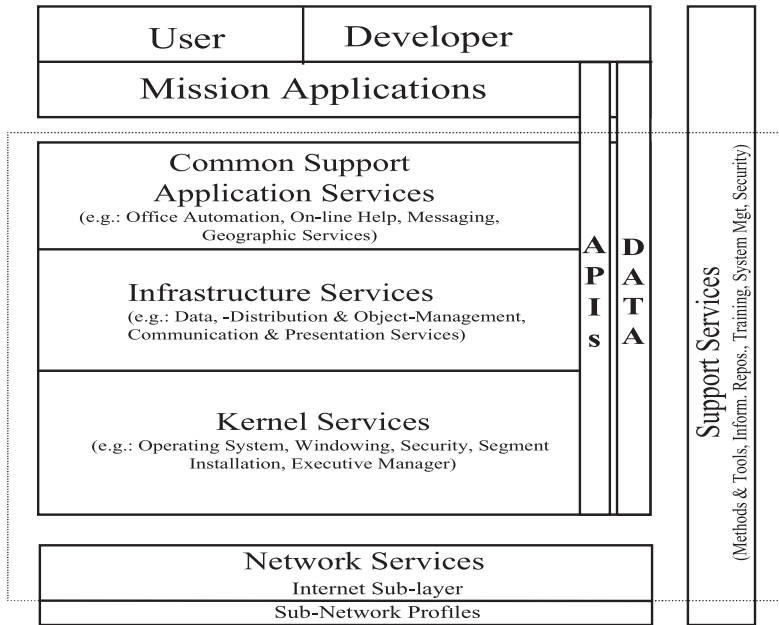 User
Developer
Mission Applications
Common Support
Application Services
(e.g.: Office Automation, On-line Help, Messaging,
Geographic Services)
Infrastructure Services
(e.g.: Data, -Distribution & Object-Management,
Communication & Presentation Services)
Kernel Services
(e.g.: Operating System, Windowing, Security, Segment
Installation, Executive Manager)
APIs
DATA
Network Services
Internet Sub-layer
Sub-Network Profiles
Support Services
(Methods & Tools, Inform. Repos., Training, System Mgt, Security)